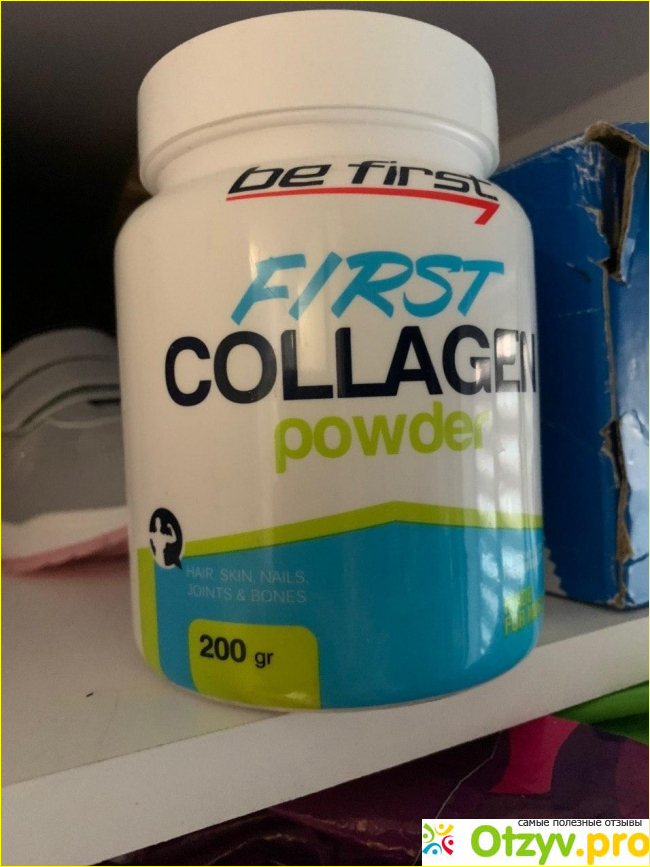 be first
FIRST
COLLAGEN
powder
HAIR, SKIN, NAILS,
JOINTS & BONES
200 gr
самые полезные отзывы
Otzyv.pro